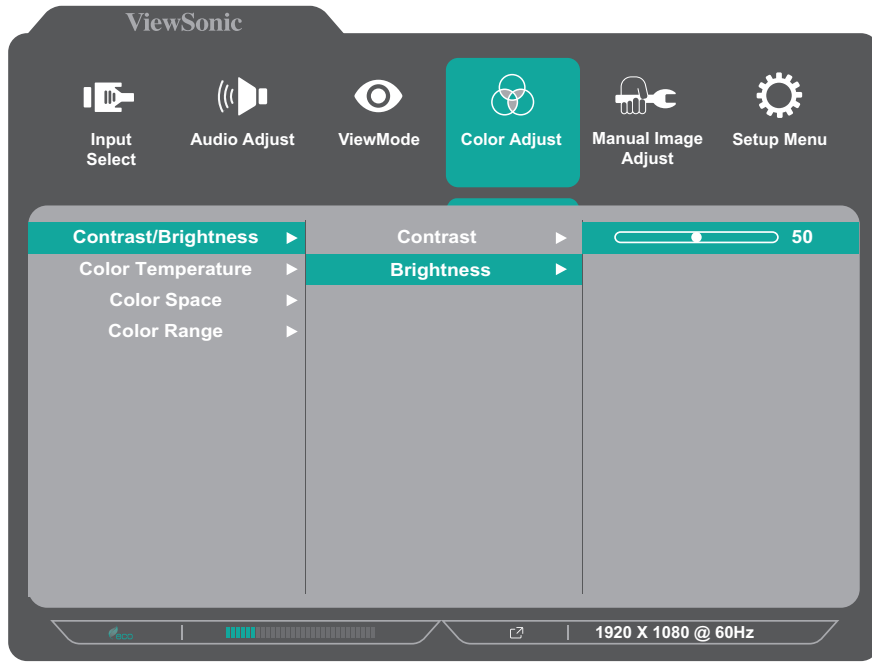 ViewSonic
Input
Select
Audio Adjust
ViewMode
Color Adjust
Manual Image
Adjust
Setup Menu
Contrast/Brightness
Contrast
50
Color Temperature
Brightness
Color Space
Color Range
eco
1920 X 1080 @ 60Hz